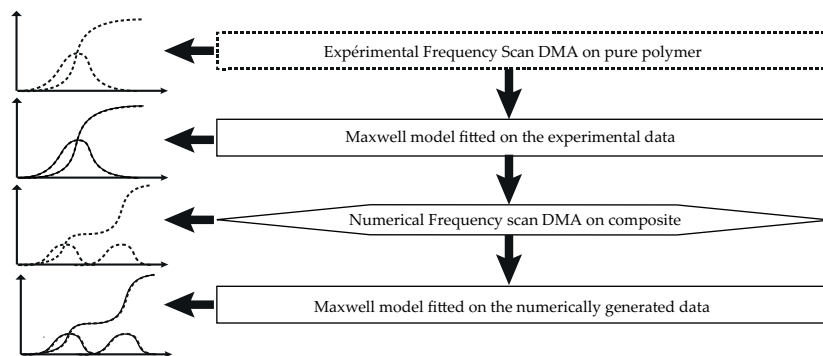 Expérimental Frequency Scan DMA on pure polymer
Maxwell model fitted on the experimental data
Numerical Frequency scan DMA on composite
Maxwell model fitted on the numerically generated data